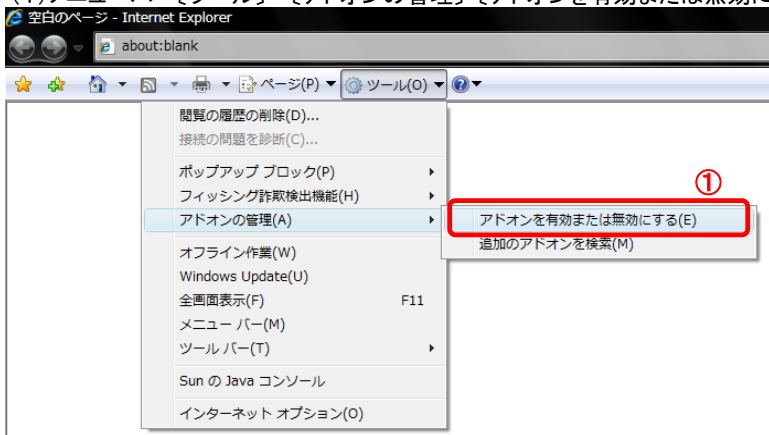 空白のページ - Internet Explorer
about:blank
ページ(P) ツール(O)
閲覧の履歴の削除(D)...
接続の問題を診断(C)...
ポップアップ ブロック(P)
フィッシング詐欺検出機能(H)
①
アドオンの管理(A)
アドオンを有効または無効にする(E)
追加のアドオンを検索(M)
オフライン作業(W)
Windows Update(U)
全画面表示(F) F11
メニュー バー(M)
ツール バー(T)
Sun の Java コンソール
インターネット オプション(O)